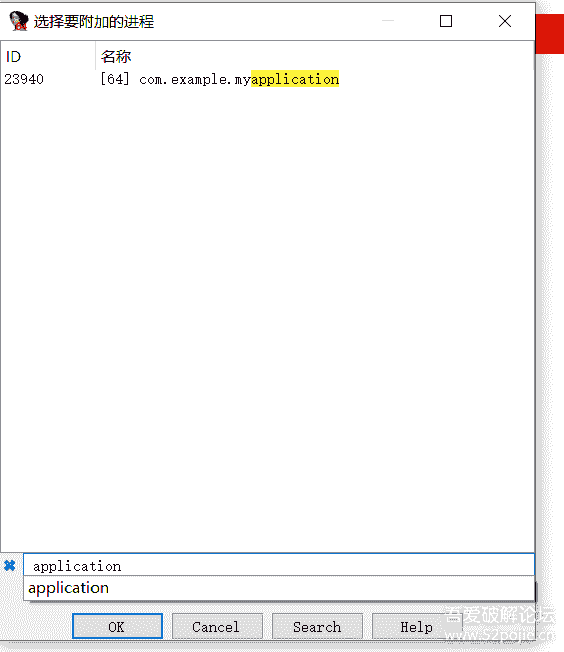 选择要附加的进程
ID 名称
23940 [64] com.example.myapplication
application
application
OK Cancel Search Help
吾爱破解论坛
www.52pojie.cn